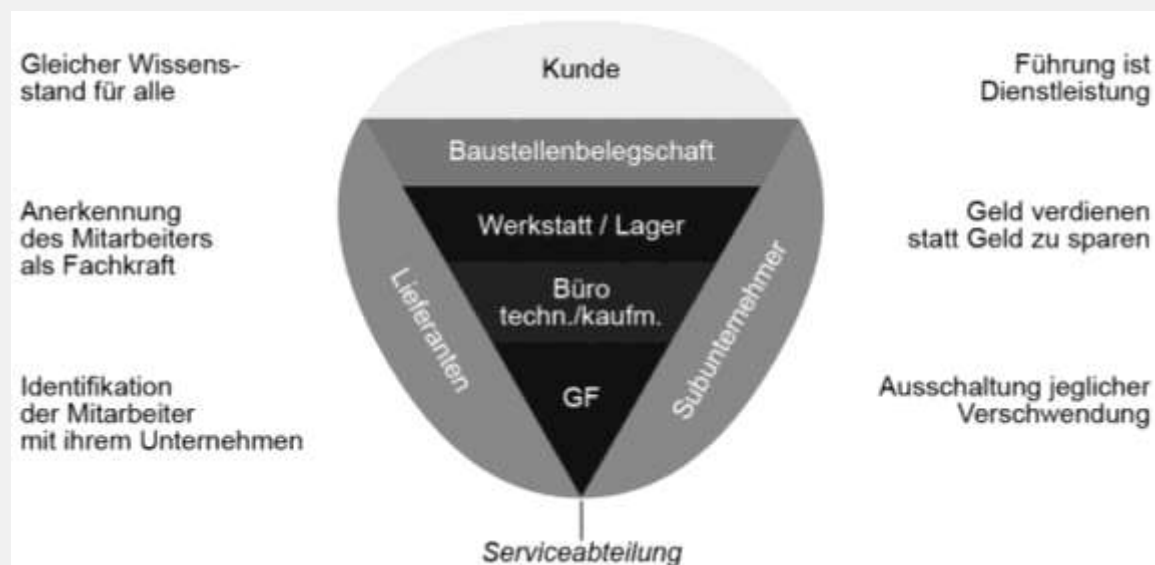 Gleicher Wissens-
stand für alle
Kunde
Führung ist
Dienstleistung
Baustellenbelegschaft
Anerkennung
des Mitarbeiters
als Fachkraft
Werkstatt / Lager
Geld verdienen
statt Geld zu sparen
Lieferanten
Büro
techn./kaufm.
Subunternehmer
Identifikation
der Mitarbeiter
mit ihrem Unternehmen
GF
Ausschaltung jeglicher
Verschwendung
Serviceabteilung